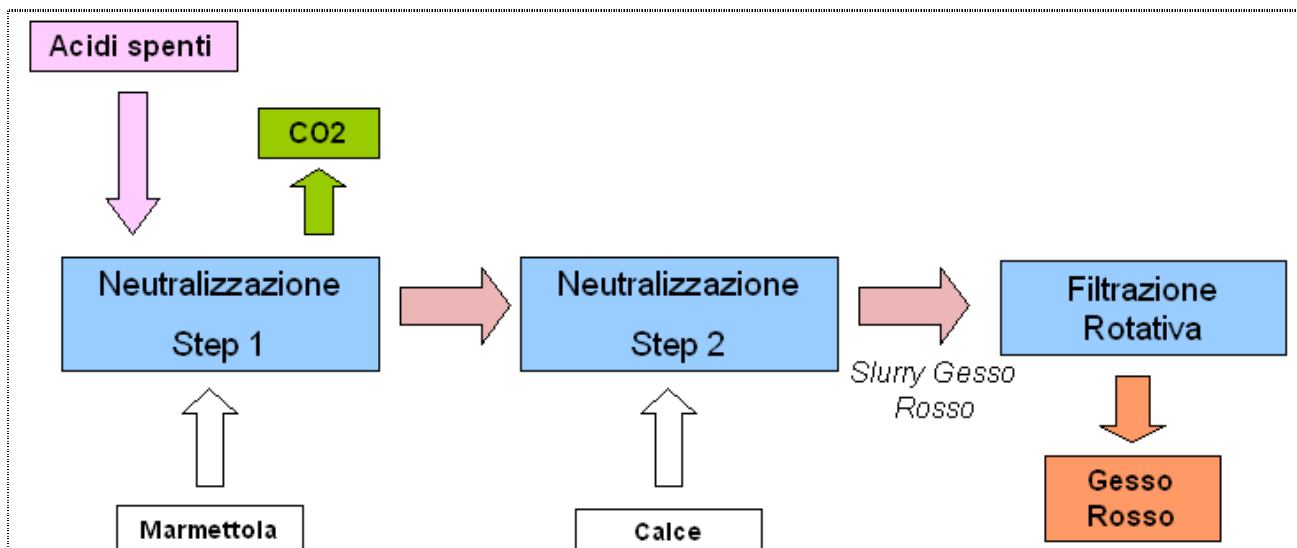 Acidi spenti
CO2
Neutralizzazione
Step 1
Neutralizzazione
Step 2
Filtrazione
Rotativa
Slurry Gesso
Rosso
Marmettola
Calce
Gesso
Rosso